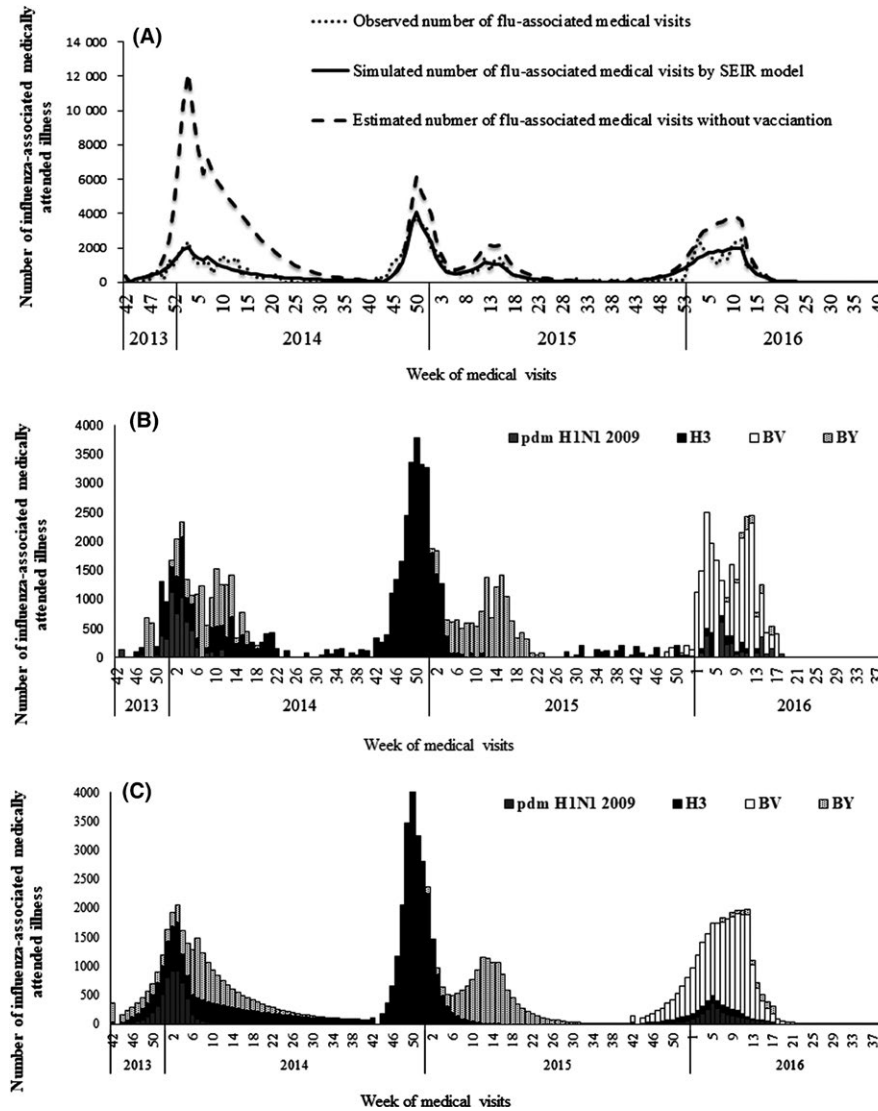 (A)
Observed number of flu-associated medical visits
Simulated number of flu-associated medical visits by SEIR model
Estimated nubmer of flu-associated medical visits without vacciantion
Number of influenza-associated medically
attended illness
14 000
12 000
10 000
8000
6000
4000
2000
0
42 47 52 5 10 15 20 25 30 35 40 45 50 3 8 13 18 23 28 33 38 43 48 53 5 10 15 20 25 30 35 40
2013 2014 2015 2016
Week of medical visits
(B)
pdm H1N1 2009 H3 BV BY
Number of influenza-associated medically
attended illness
4000
3500
3000
2500
2000
1500
1000
500
0
42 46 50 2 6 10 14 18 22 26 30 34 38 42 46 50 2 6 10 14 18 22 26 30 34 38 42 46 50 1 5 9 13 17 21 25 29 33 37
2013 2014 2015 2016
Week of medical visits
(C)
pdm H1N1 2009 H3 BV BY
Number of influenza-associated medically
attended illness
4000
3500
3000
2500
2000
1500
1000
500
0
42 46 50 2 6 10 14 18 22 26 30 34 38 42 46 50 2 6 10 14 18 22 26 30 34 38 42 46 50 1 5 9 13 17 21 25 29 33 37
2013 2014 2015 2016
Week of medical visits